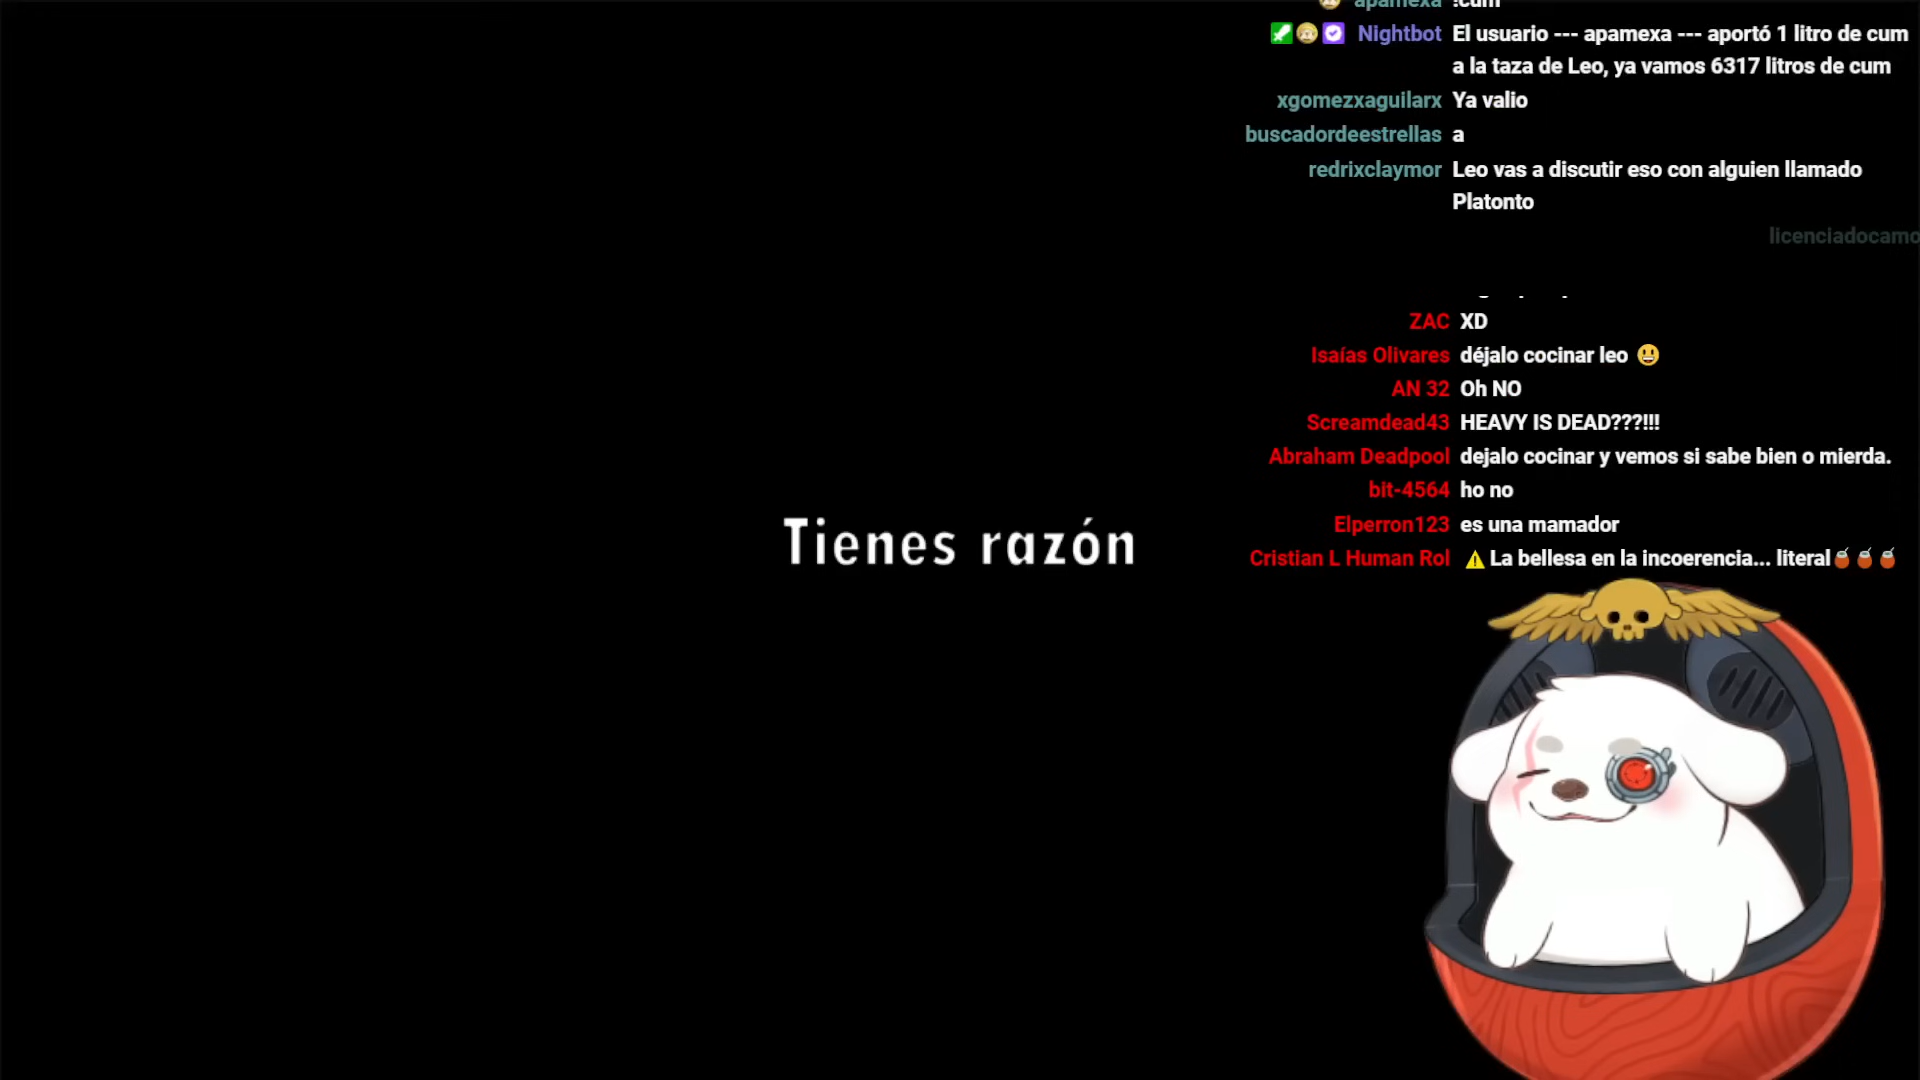 apamexa !cum
Nightbot El usuario --- apamexa --- aportó 1 litro de cum
a la taza de Leo, ya vamos 6317 litros de cum
xgomezxaguilarx Ya valio
buscadordeestrellas a
redrixclaymor Leo vas a discutir eso con alguien llamado
Platonto
licenciadocamo
ZAC XD
Isaías Olivares déjalo cocinar leo 😃
AN 32 Oh NO
Screamdead43 HEAVY IS DEAD???!!!
Abraham Deadpool dejalo cocinar y vemos si sabe bien o mierda.
bit-4564 ho no
Elperron123 es una mamador
Cristian L Human Rol ⚠️La bellesa en la incoerencia... literal🧉🧉🧉
Tienes razón